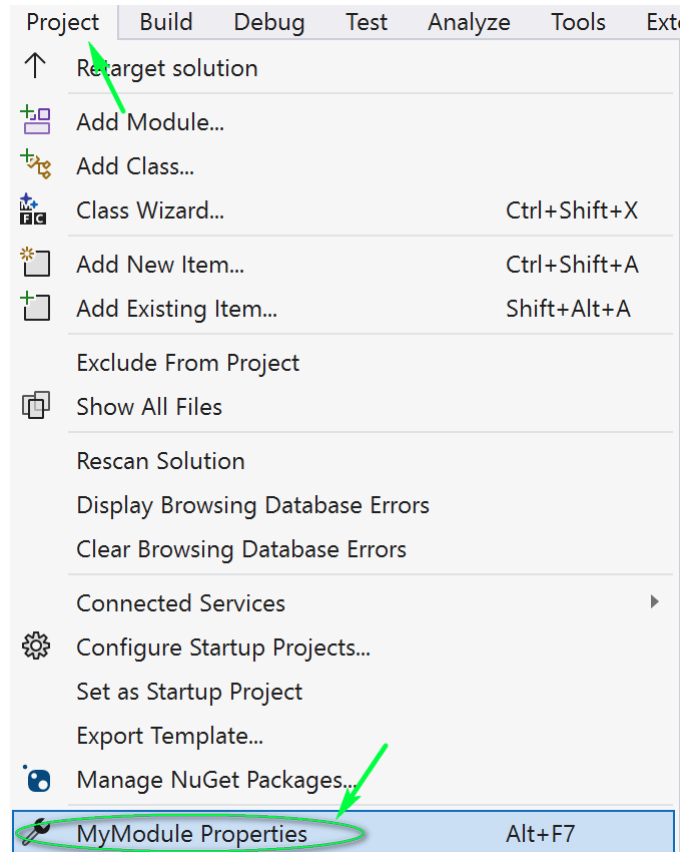 Project Build Debug Test Analyze Tools Exte
Retarget solution
Add Module...
Add Class...
Class Wizard... Ctrl+Shift+X
Add New Item... Ctrl+Shift+A
Add Existing Item... Shift+Alt+A
Exclude From Project
Show All Files
Rescan Solution
Display Browsing Database Errors
Clear Browsing Database Errors
Connected Services
Configure Startup Projects...
Set as Startup Project
Export Template...
Manage NuGet Packages...
MyModule Properties Alt+F7